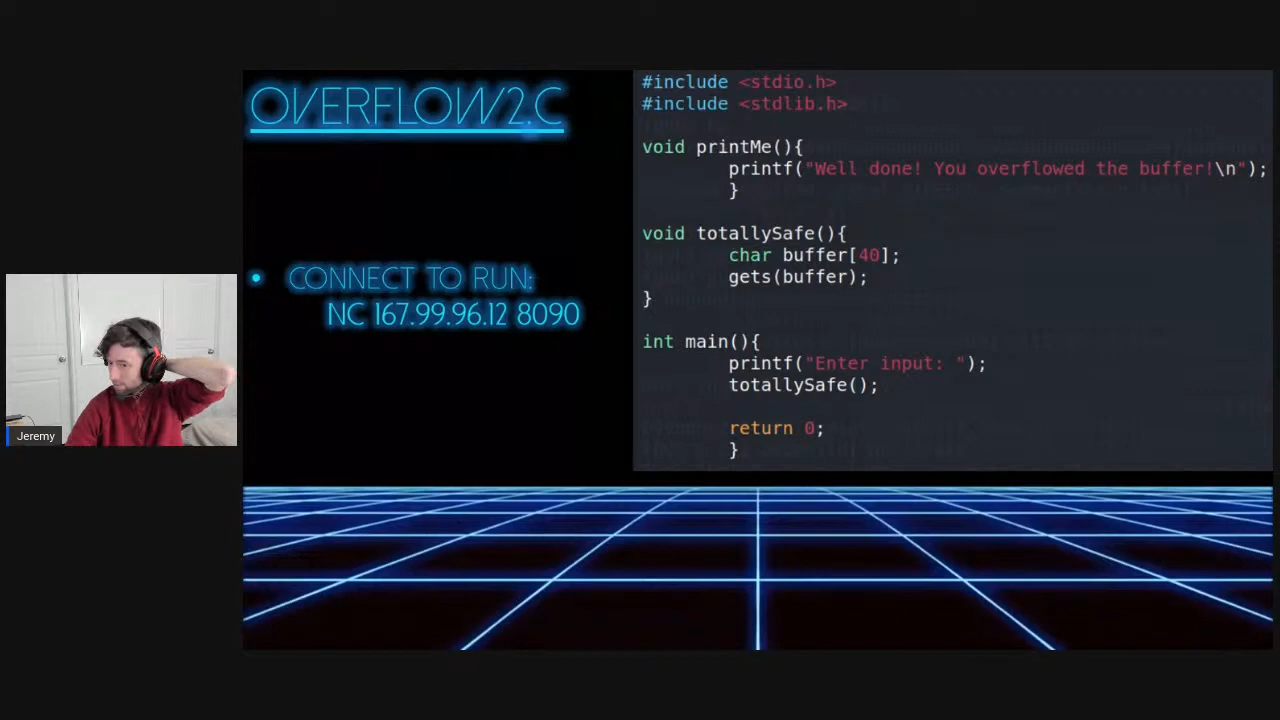 OVERFLOW2.C
• CONNECT TO RUN:
NC 167.99.96.12 8090
#include <stdio.h>
#include <stdlib.h>
void printMe(){
printf("Well done! You overflowed the buffer!\n");
}
void totallySafe(){
char buffer[40];
gets(buffer);
}
int main(){
printf("Enter input: ");
totallySafe();
return 0;
}
Jeremy